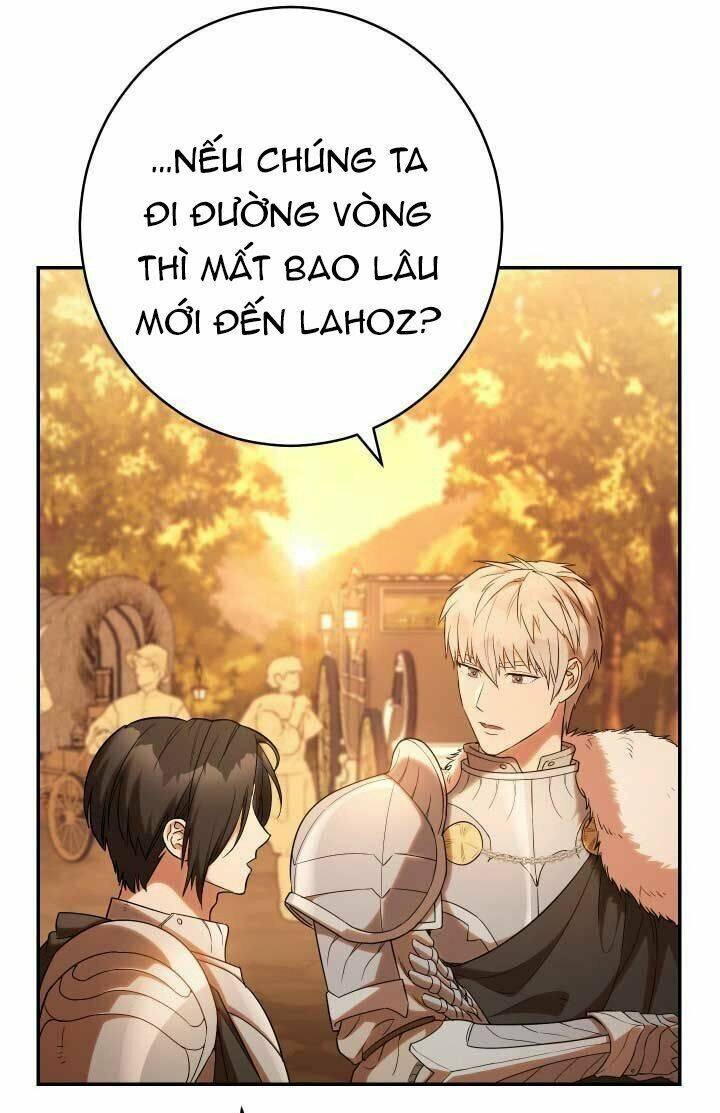 ...NẾU CHÚNG TA
ĐI ĐƯỜNG VÒNG
THÌ MẤT BAO LÂU
MỚI ĐẾN LAHOZ?